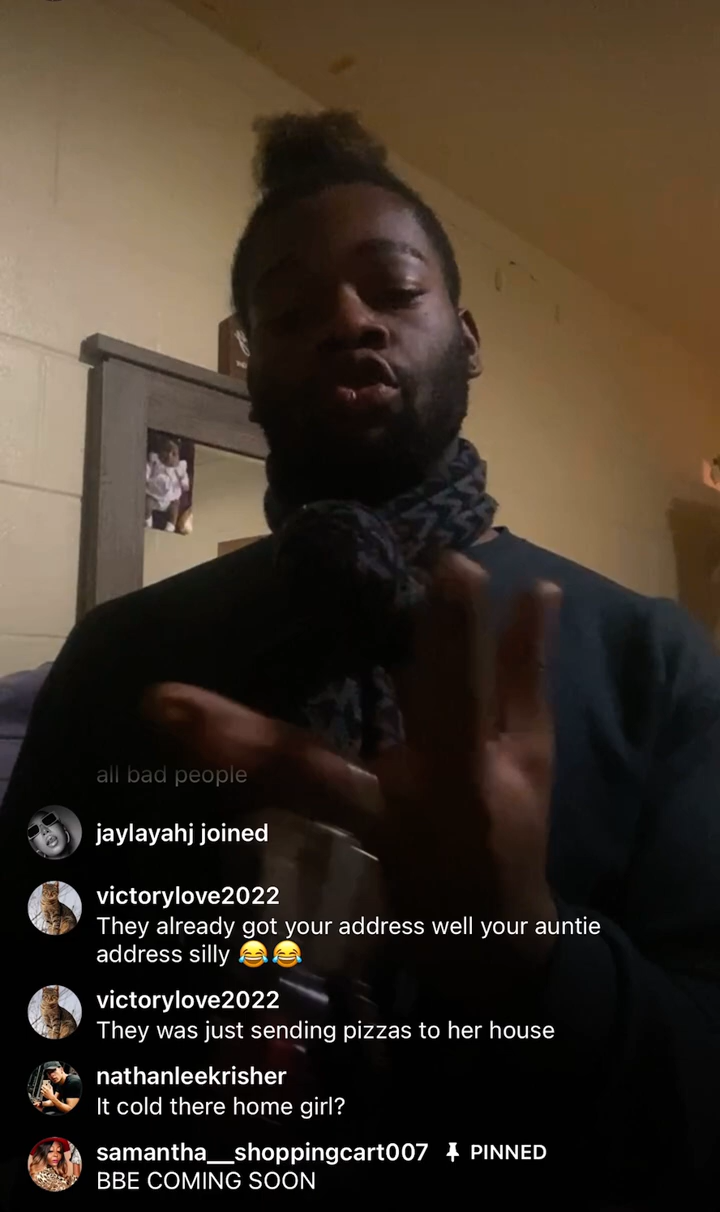 all bad people
jaylayahj joined
victorylove2022
They already got your address well your auntie
address silly 😂😂
victorylove2022
They was just sending pizzas to her house
nathanleekrisher
It cold there home girl?
samantha__shoppingcart007 📌 PINNED
BBE COMING SOON